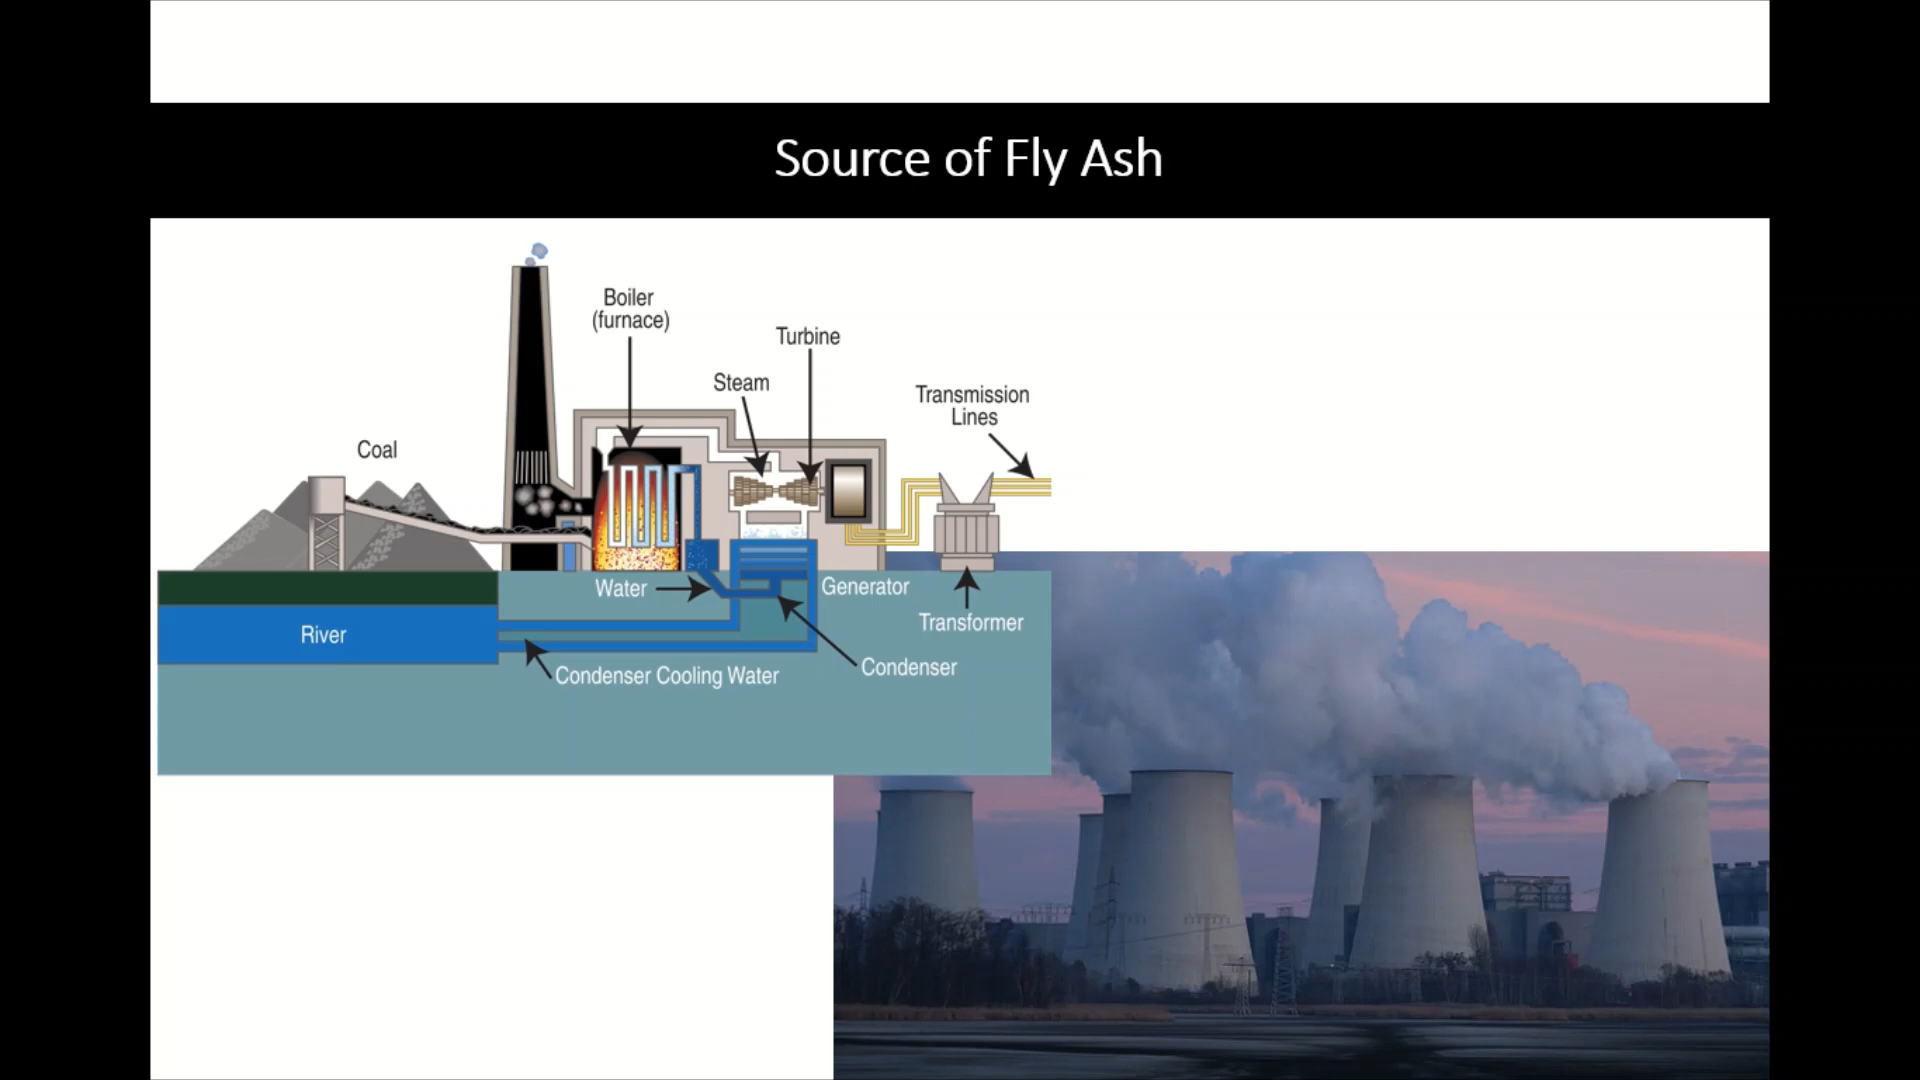 Source of Fly Ash
Boiler
(furnace)
Turbine
Steam
Transmission
Lines
Coal
Water
Generator
Transformer
River
Condenser
Condenser Cooling Water